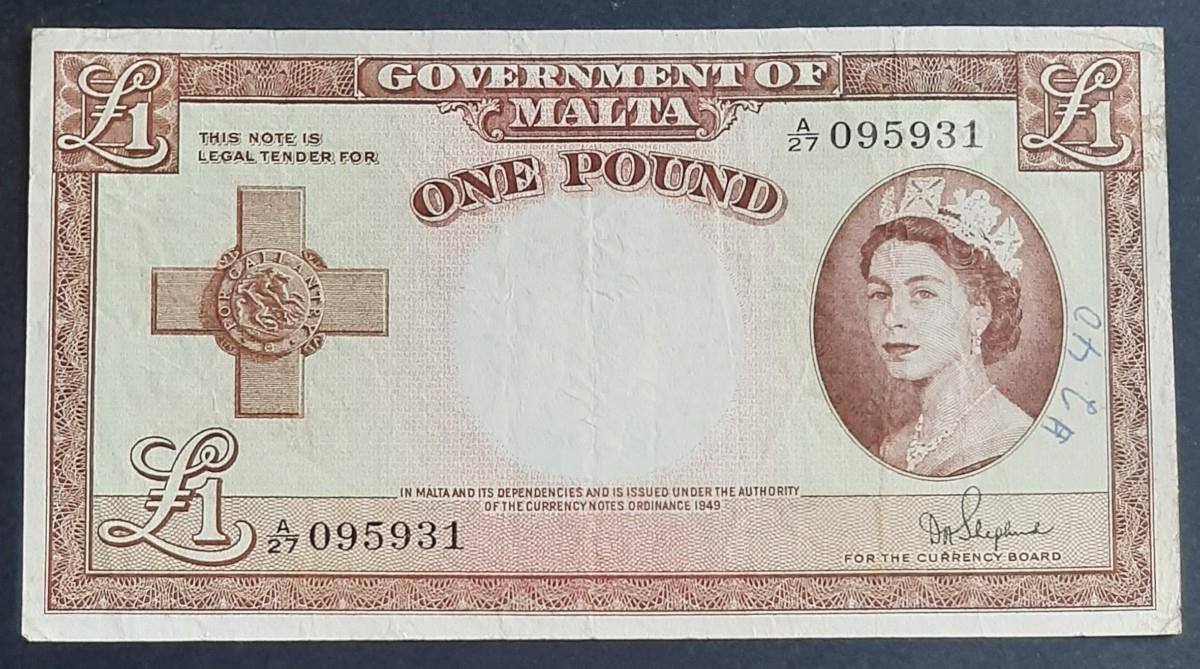 GOVERNMENT OF
MALTA
£1
£1
THIS NOTE IS
LEGAL TENDER FOR
A/27 095931
ONE POUND
FOR GALLANTRY
$2.40
IN MALTA AND ITS DEPENDENCIES AND IS ISSUED UNDER THE AUTHORITY
OF THE CURRENCY NOTES ORDINANCE 1949
£1
A/27 095931
FOR THE CURRENCY BOARD